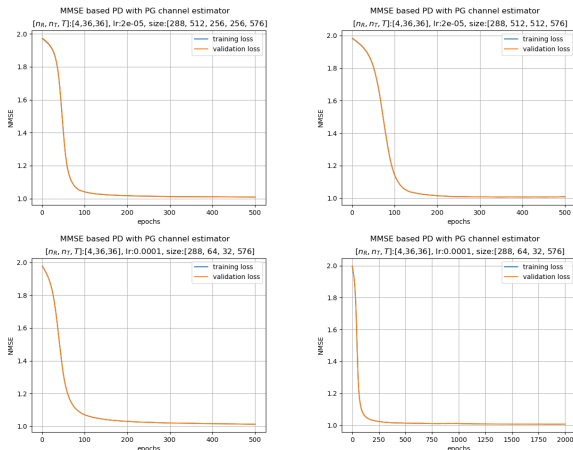 MMSE based PD with PG channel estimator
[n_R, n_T, T]:[4,36,36], lr:2e-05, size:[288, 512, 256, 256, 576]
training loss
validation loss
2.0
1.8
1.6
1.4
1.2
1.0
NMSE
0 100 200 300 400 500
epochs
MMSE based PD with PG channel estimator
[n_R, n_T, T]:[4,36,36], lr:2e-05, size:[288, 512, 512, 576]
training loss
validation loss
2.0
1.8
1.6
1.4
1.2
1.0
NMSE
0 100 200 300 400 500
epochs
MMSE based PD with PG channel estimator
[n_R, n_T, T]:[4,36,36], lr:0.0001, size:[288, 64, 32, 576]
training loss
validation loss
2.0
1.8
1.6
1.4
1.2
1.0
NMSE
0 100 200 300 400 500
epochs
MMSE based PD with PG channel estimator
[n_R, n_T, T]:[4,36,36], lr:0.0001, size:[288, 64, 32, 576]
training loss
validation loss
2.0
1.8
1.6
1.4
1.2
1.0
NMSE
0 250 500 750 1000 1250 1500 1750 2000
epochs